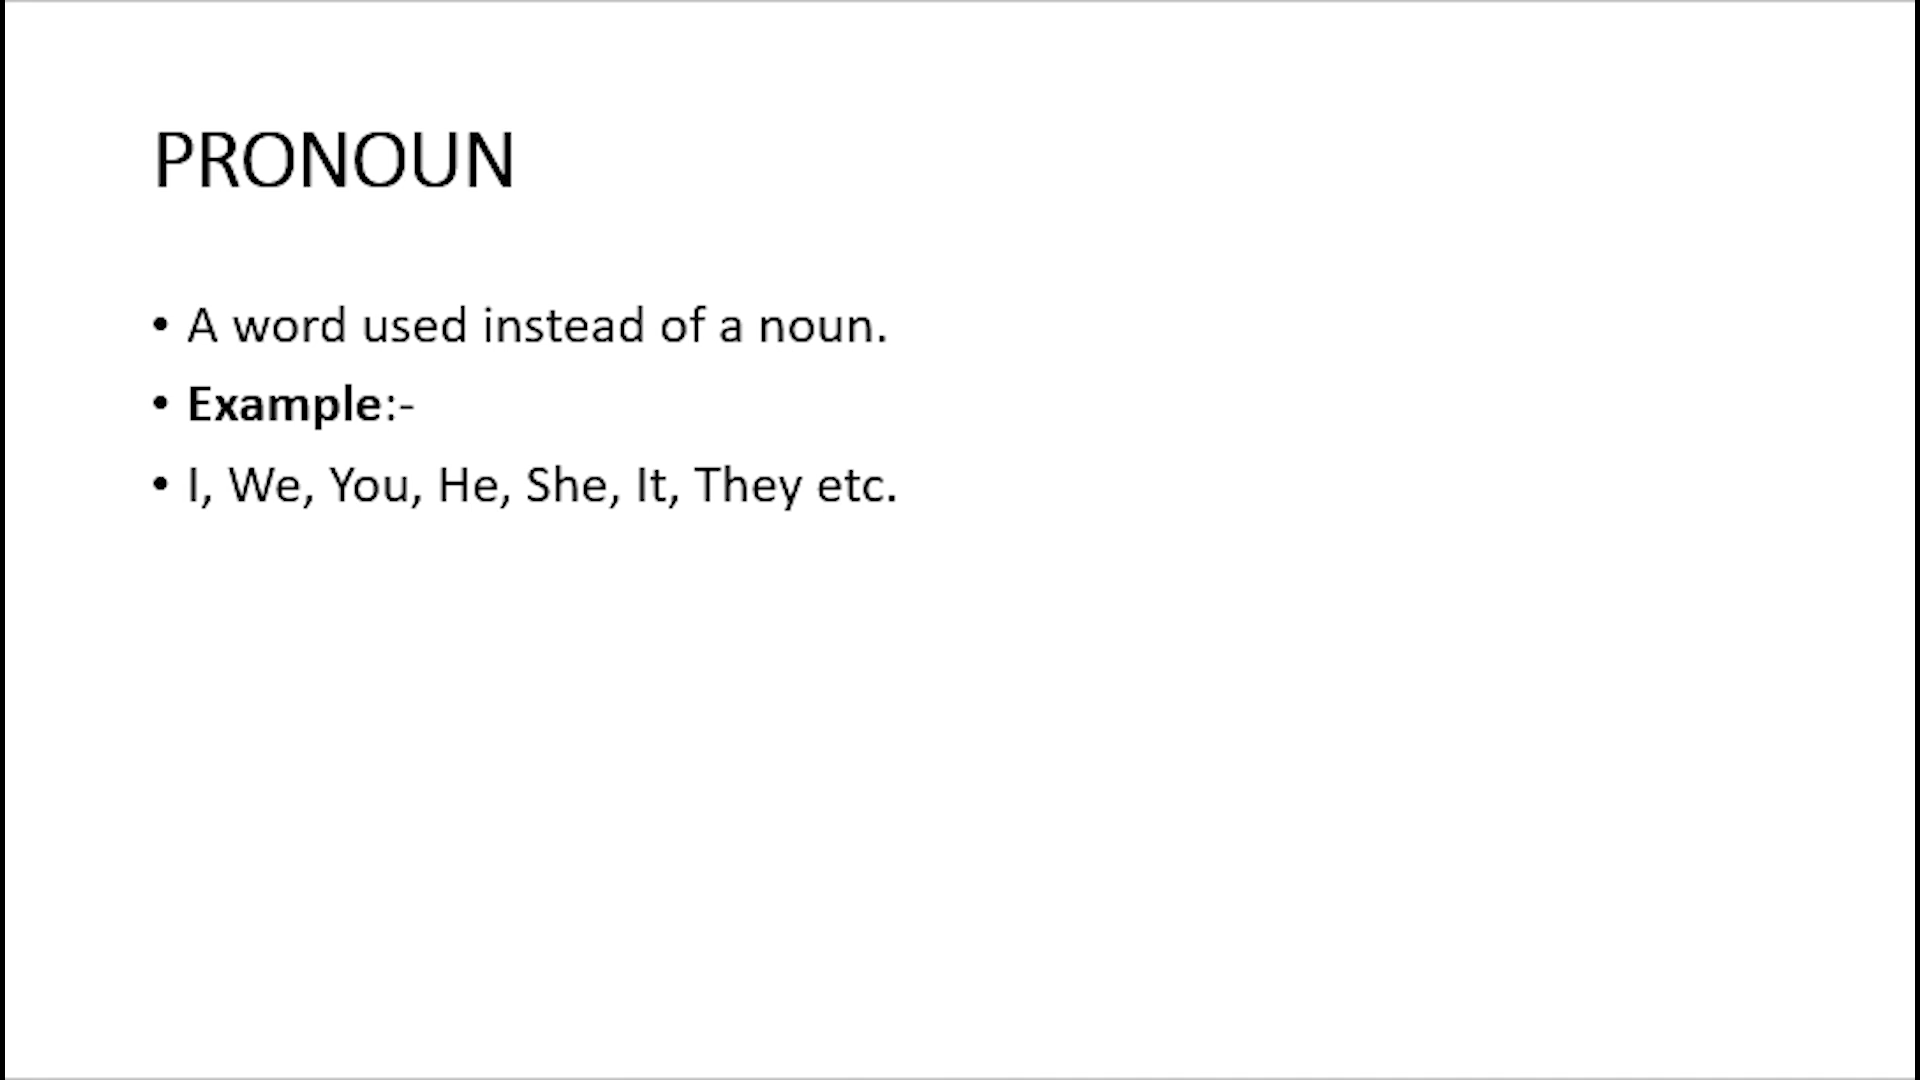 PRONOUN
• A word used instead of a noun.
• Example:-
• I, We, You, He, She, It, They etc.